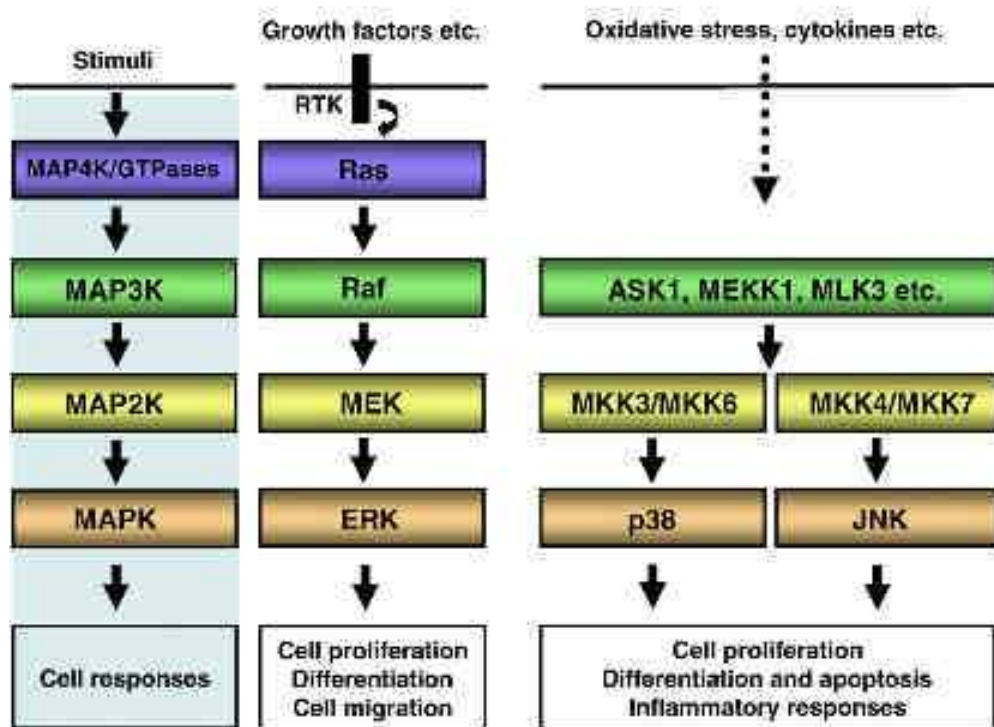 Stimuli
MAP4K/GTPases
MAP3K
MAP2K
MAPK
Cell responses
Growth factors etc.
RTK
Ras
Raf
MEK
ERK
Cell proliferation
Differentiation
Cell migration
Oxidative stress, cytokines etc.
ASK1, MEKK1, MLK3 etc.
MKK3/MKK6
MKK4/MKK7
p38
JNK
Cell proliferation
Differentiation and apoptosis
Inflammatory responses